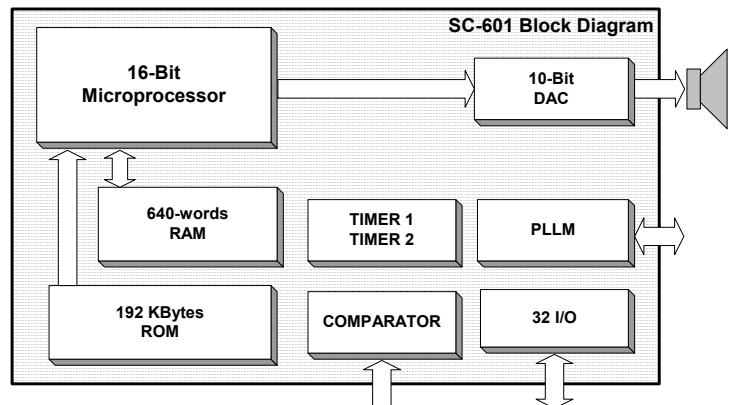 SC-601 Block Diagram
16-Bit
Microprocessor
10-Bit
DAC
640-words
RAM
TIMER 1
TIMER 2
PLLM
192 KBytes
ROM
COMPARATOR
32 I/O